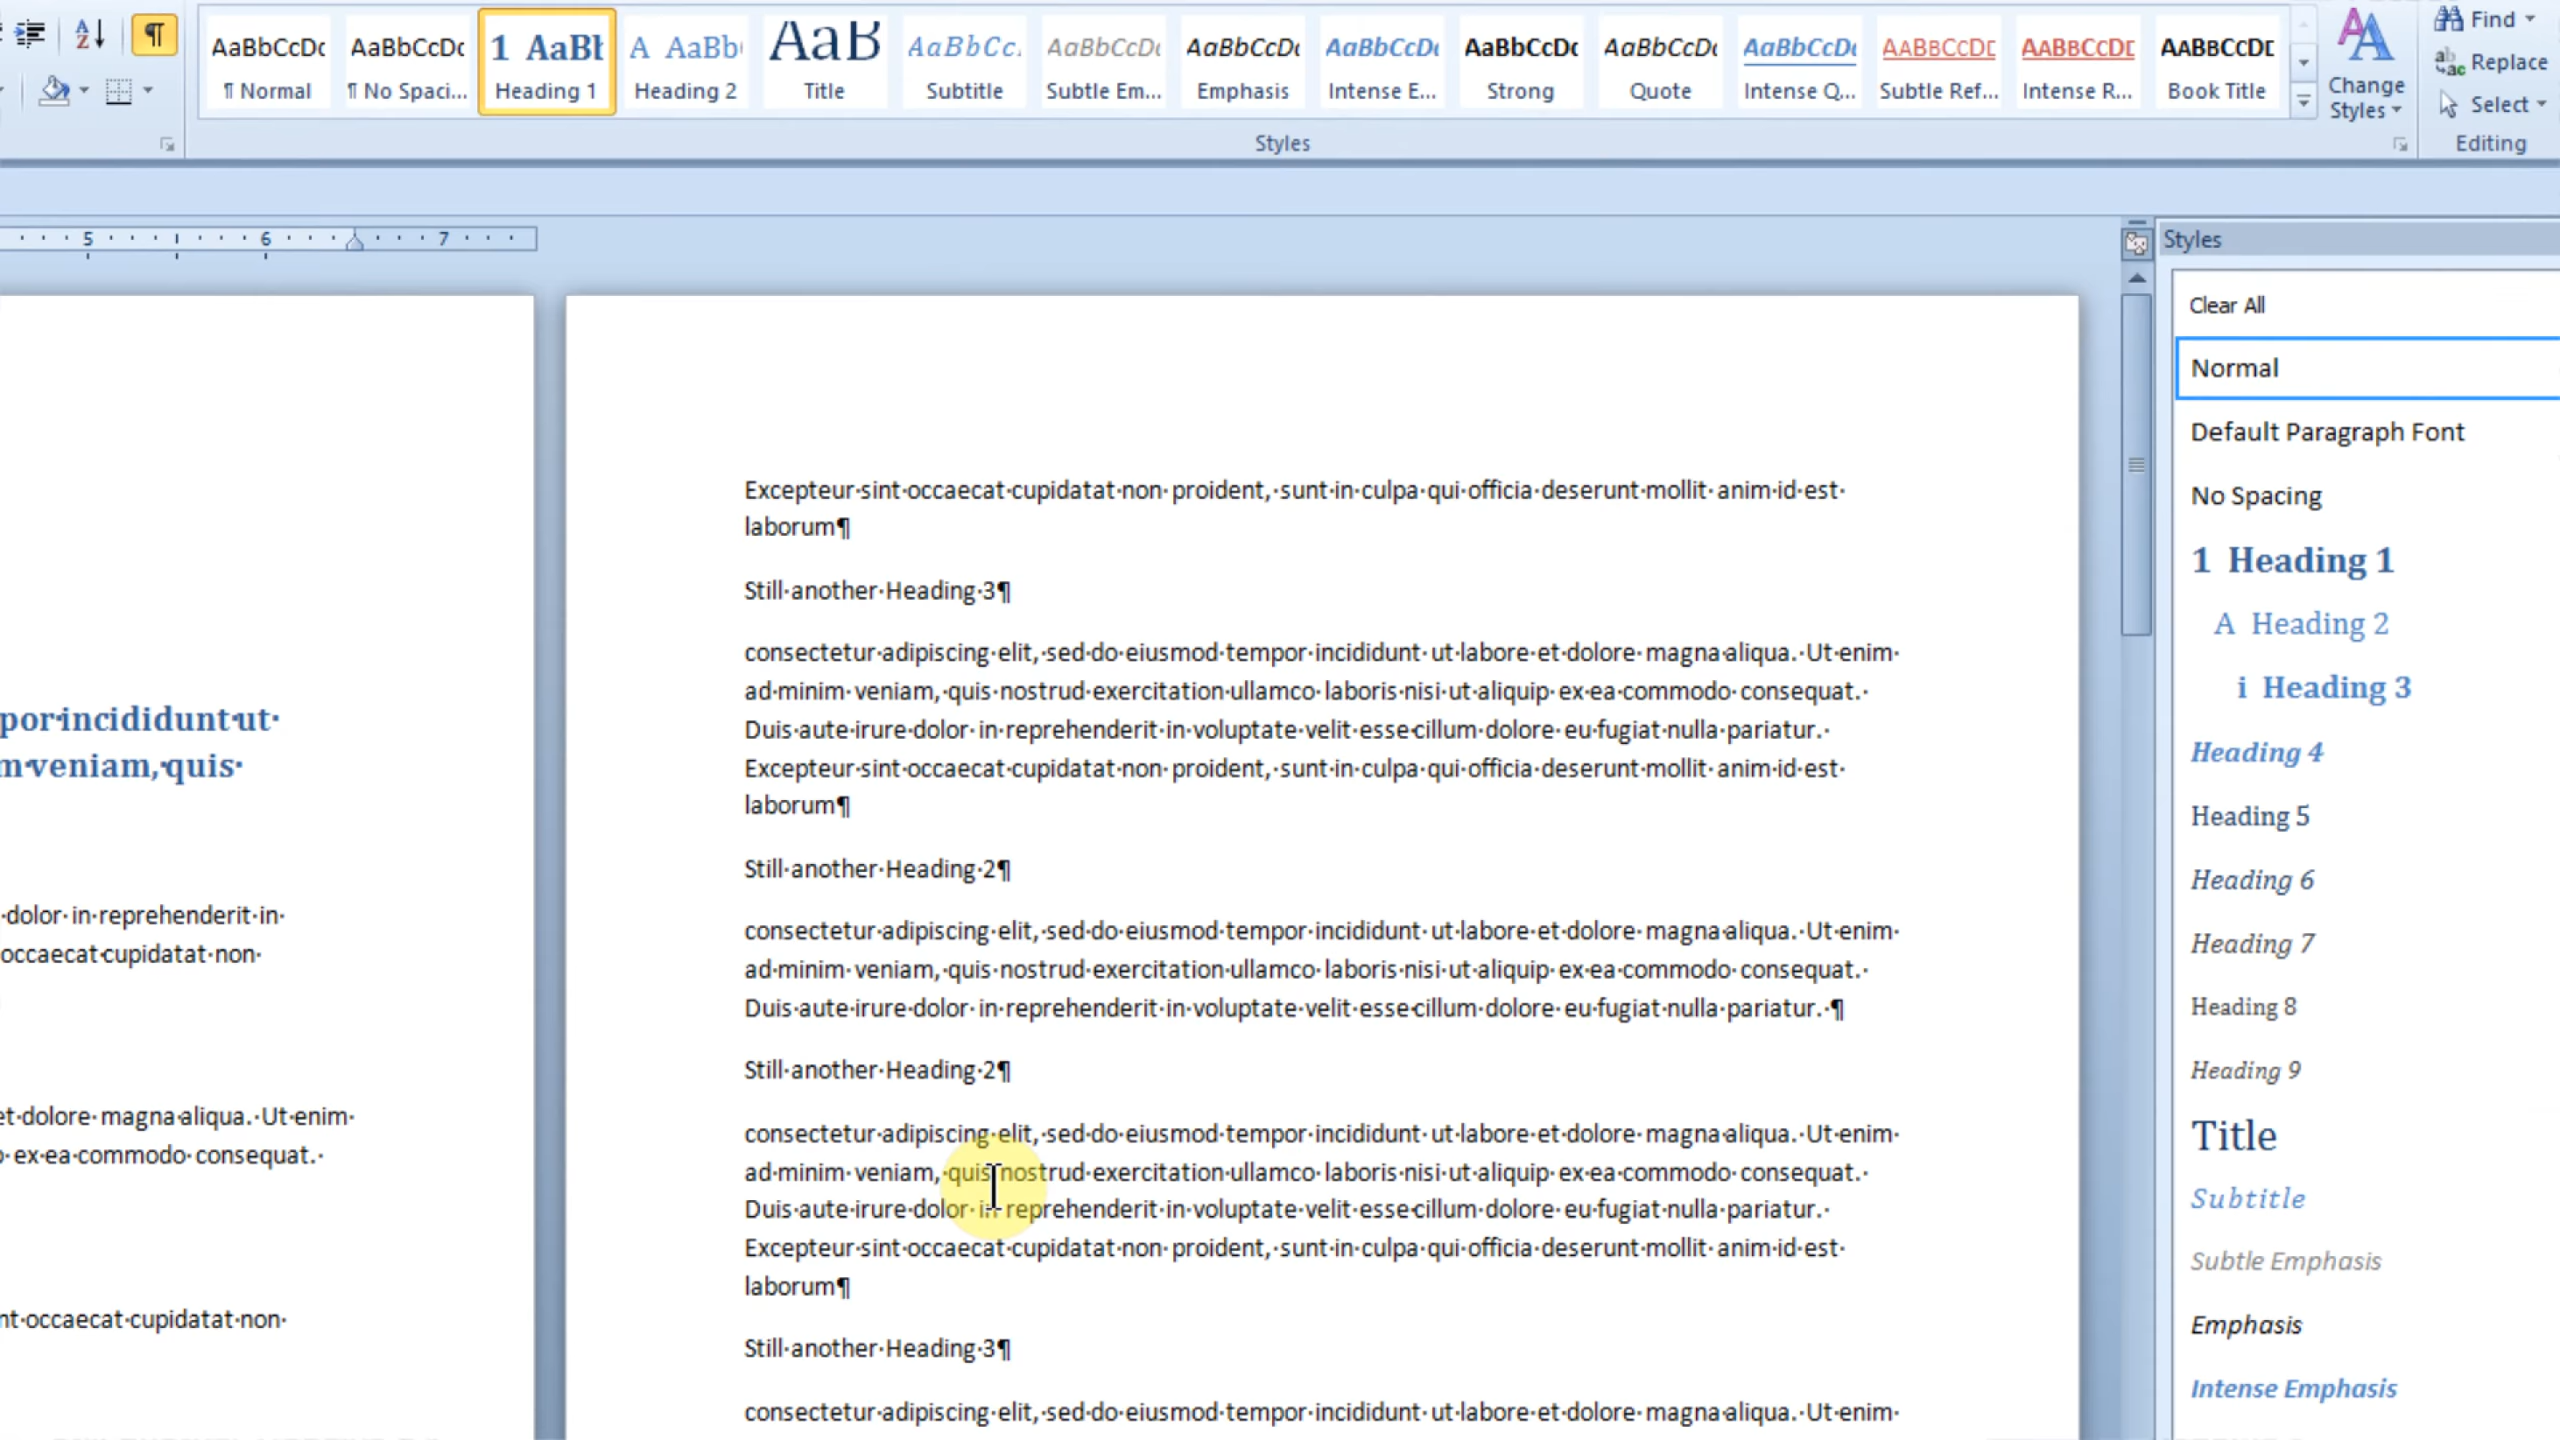 AaBbCcDc AaBbCcDc 1 AaBb A AaBb AaB AaBbCc. AaBbCcDc AaBbCcDc AaBbCcDc AaBbCcDc AaBbCcDc AaBbCcDc AABBCCDE AABBCCDE AABBCCDE
¶ Normal ¶ No Spaci... Heading 1 Heading 2 Title Subtitle Subtle Em... Emphasis Intense E... Strong Quote Intense Q... Subtle Ref... Intense R... Book Title
Change
Styles
Find
Replace
Select
Styles
Editing
5 6 7
por·incididunt·ut·
m·veniam,·quis·
·dolor·in·reprehenderit·in·
occaecat·cupidatat·non·
et·dolore·magna·aliqua.·Ut·enim·
ex·ea·commodo·consequat.·
nt·occaecat·cupidatat·non·
Excepteur·sint·occaecat·cupidatat·non·proident,·sunt·in·culpa·qui·officia·deserunt·mollit·anim·id·est·
laborum¶
Still·another·Heading·3¶
consectetur·adipiscing·elit,·sed·do·eiusmod·tempor·incididunt·ut·labore·et·dolore·magna·aliqua.·Ut·enim·
ad·minim·veniam,·quis·nostrud·exercitation·ullamco·laboris·nisi·ut·aliquip·ex·ea·commodo·consequat.·
Duis·aute·irure·dolor·in·reprehenderit·in·voluptate·velit·esse·cillum·dolore·eu·fugiat·nulla·pariatur.·
Excepteur·sint·occaecat·cupidatat·non·proident,·sunt·in·culpa·qui·officia·deserunt·mollit·anim·id·est·
laborum¶
Still·another·Heading·2¶
consectetur·adipiscing·elit,·sed·do·eiusmod·tempor·incididunt·ut·labore·et·dolore·magna·aliqua.·Ut·enim·
ad·minim·veniam,·quis·nostrud·exercitation·ullamco·laboris·nisi·ut·aliquip·ex·ea·commodo·consequat.·
Duis·aute·irure·dolor·in·reprehenderit·in·voluptate·velit·esse·cillum·dolore·eu·fugiat·nulla·pariatur.·¶
Still·another·Heading·2¶
consectetur·adipiscing·elit,·sed·do·eiusmod·tempor·incididunt·ut·labore·et·dolore·magna·aliqua.·Ut·enim·
ad·minim·veniam,·quis·nostrud·exercitation·ullamco·laboris·nisi·ut·aliquip·ex·ea·commodo·consequat.·
Duis·aute·irure·dolor·in·reprehenderit·in·voluptate·velit·esse·cillum·dolore·eu·fugiat·nulla·pariatur.·
Excepteur·sint·occaecat·cupidatat·non·proident,·sunt·in·culpa·qui·officia·deserunt·mollit·anim·id·est·
laborum¶
Still·another·Heading·3¶
consectetur·adipiscing·elit,·sed·do·eiusmod·tempor·incididunt·ut·labore·et·dolore·magna·aliqua.·Ut·enim·
Styles
Clear All
Normal
Default Paragraph Font
No Spacing
1 Heading 1
A Heading 2
i Heading 3
Heading 4
Heading 5
Heading 6
Heading 7
Heading 8
Heading 9
Title
Subtitle
Subtle Emphasis
Emphasis
Intense Emphasis